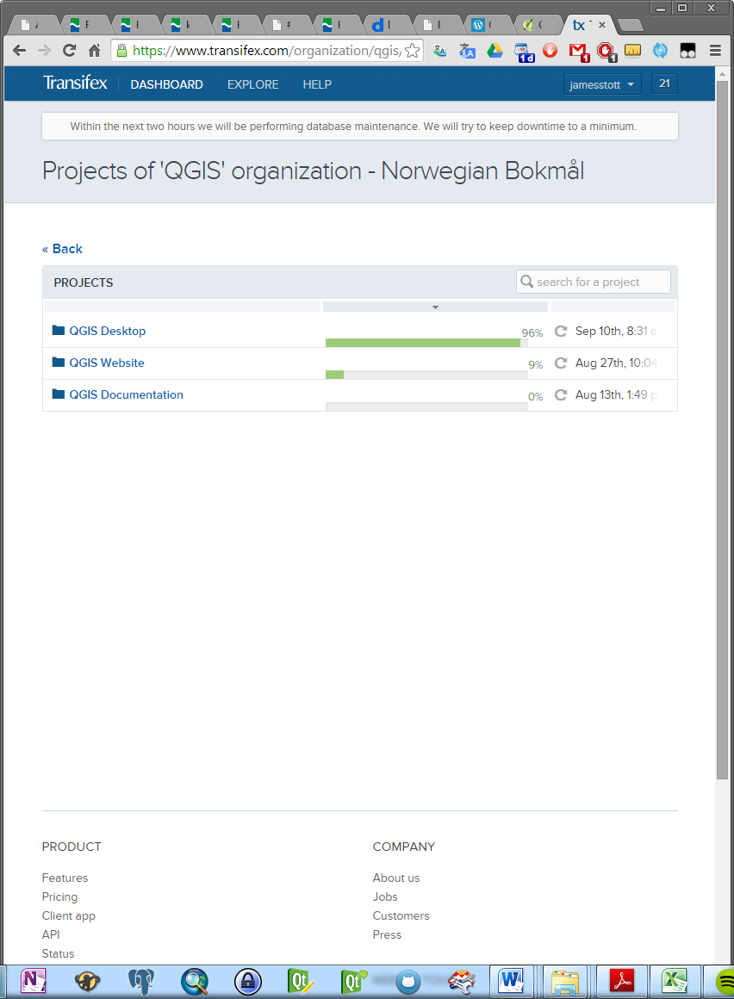 https://www.transifex.com/organization/qgis/
Transifex DASHBOARD EXPLORE HELP jamesstott 21
Within the next two hours we will be performing database maintenance. We will try to keep downtime to a minimum.
Projects of 'QGIS' organization - Norwegian Bokmål
« Back
PROJECTS search for a project
QGIS Desktop 96% Sep 10th, 8:31 a
QGIS Website 9% Aug 27th, 10:04
QGIS Documentation 0% Aug 13th, 1:49 p
PRODUCT
Features
Pricing
Client app
API
Status
COMPANY
About us
Jobs
Customers
Press